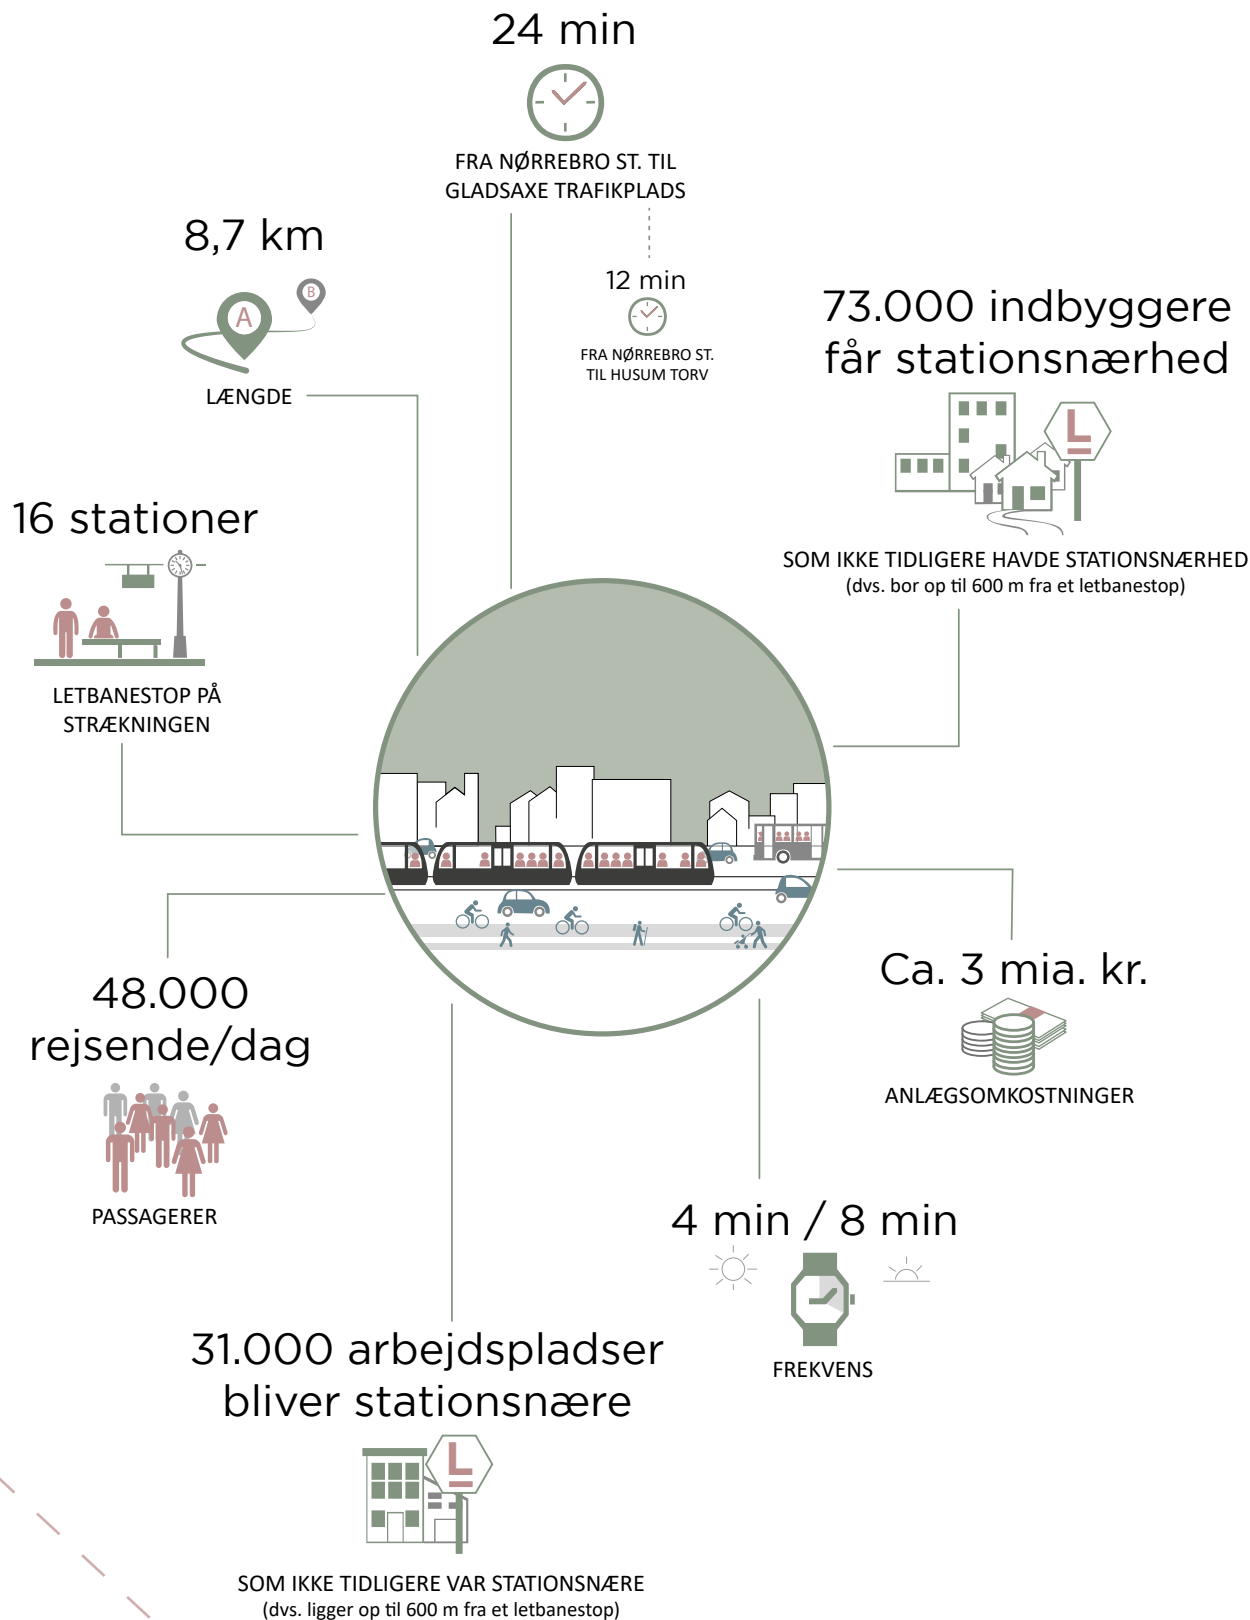 24 min
FRA NØRREBRO ST. TIL
GLADSAXE TRAFIKPLADS
12 min
FRA NØRREBRO ST.
TIL HUSUM TORV
8,7 km
A
B
LÆNGDE
73.000 indbyggere
får stationsnærhed
L
SOM IKKE TIDLIGERE HAVDE STATIONSNÆRHED
(dvs. bor op til 600 m fra et letbanestop)
16 stationer
LETBANESTOP PÅ
STRÆKNINGEN
48.000
rejsende/dag
PASSAGERER
Ca. 3 mia. kr.
ANLÆGSOMKOSTNINGER
4 min / 8 min
FREKVENS
31.000 arbejdspladser
bliver stationsnære
L
SOM IKKE TIDLIGERE VAR STATIONSNÆRE
(dvs. ligger op til 600 m fra et letbanestop)